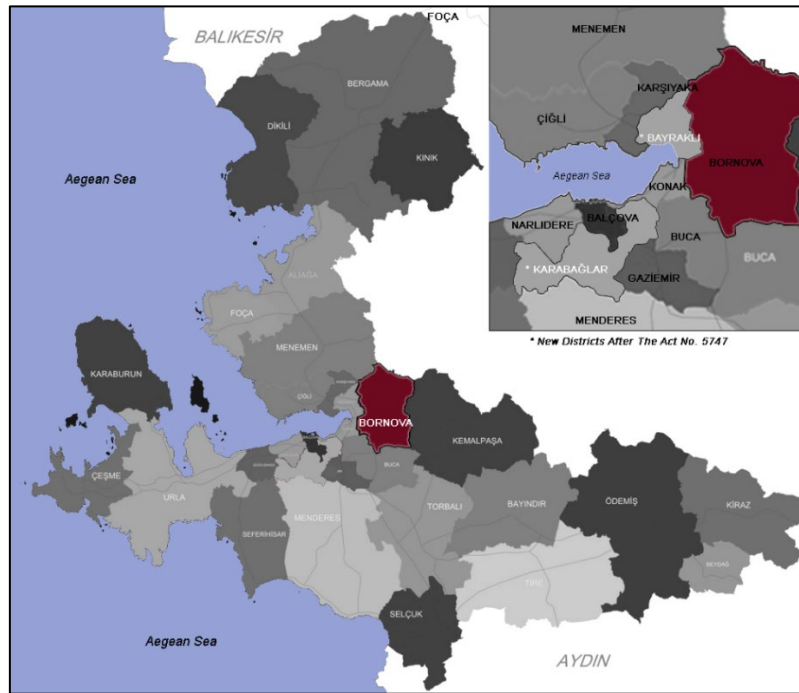 FOÇA
BALIKESİR
MENEMEN
BERGAMA
KARŞIYAKA
DİKİLİ
ÇİĞLİ
* BAYRAKLI
KINIK
BORNOVA
Aegean Sea
Aegean Sea
KONAK
BALÇOVA
NARLIDERE
BUCA
BUCA
* KARABAĞLAR
GAZİEMİR
ALİAĞA
FOÇA
MENDERES
* New Districts After The Act No. 5747
MENEMEN
KARABURUN
ÇİĞLİ
BORNOVA
KEMALPAŞA
ÇEŞME
BUCA
URLA
TORBALI
BAYINDIR
ÖDEMİŞ
KİRAZ
MENDERES
SEFERİHİSAR
BEYDAĞ
TİRE
SELÇUK
Aegean Sea
AYDIN